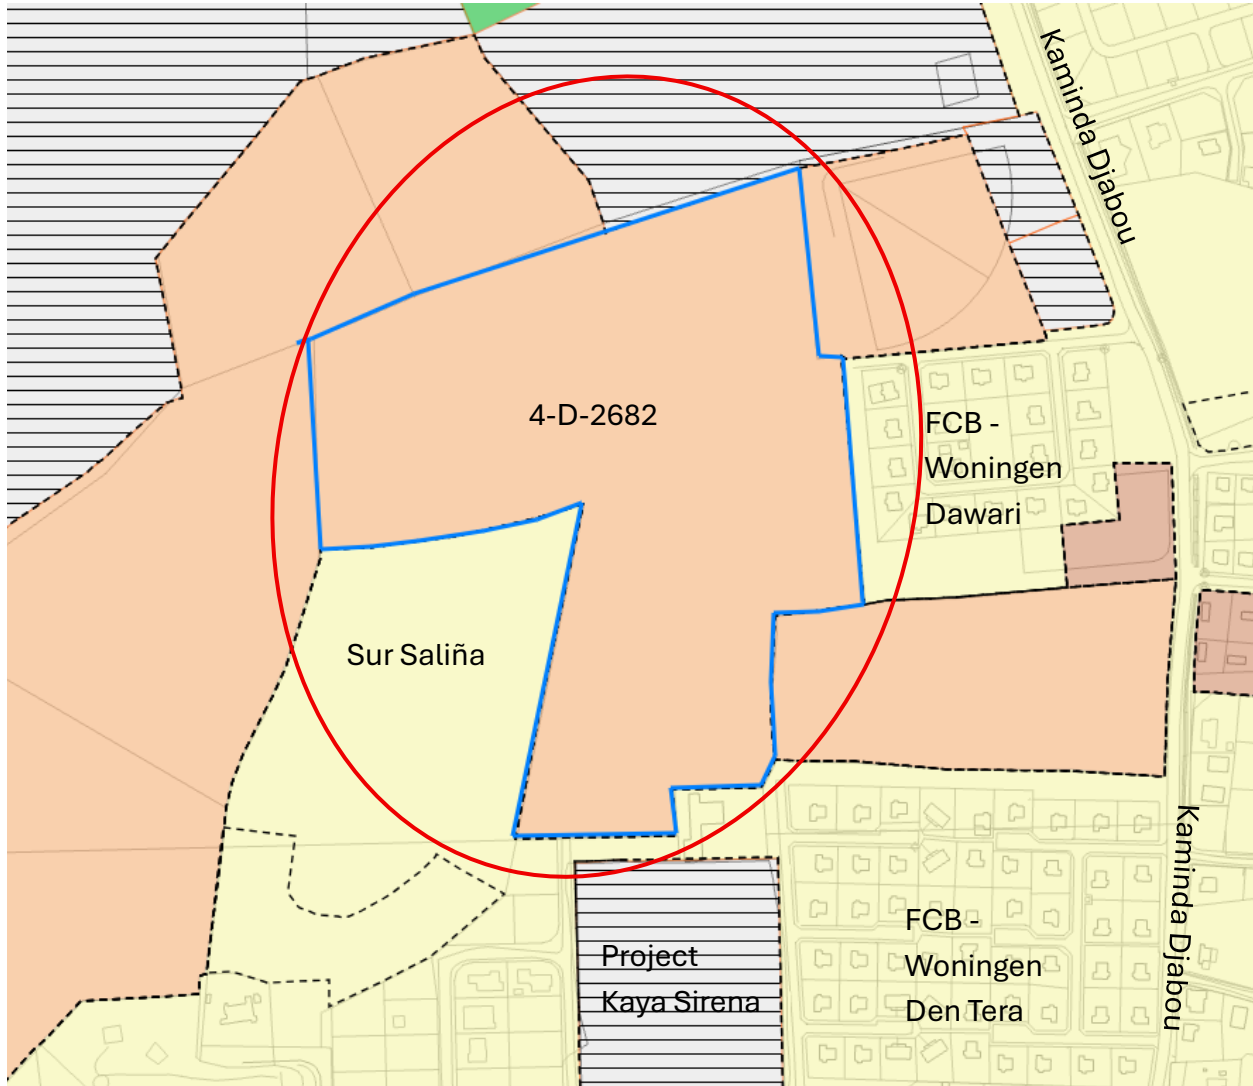 Kaminda Djabou
4-D-2682
FCB -
Woningen
Dawari
Sur Saliña
Kaminda Djabou
FCB -
Woningen
Den Tera
Project
Kaya Sirena